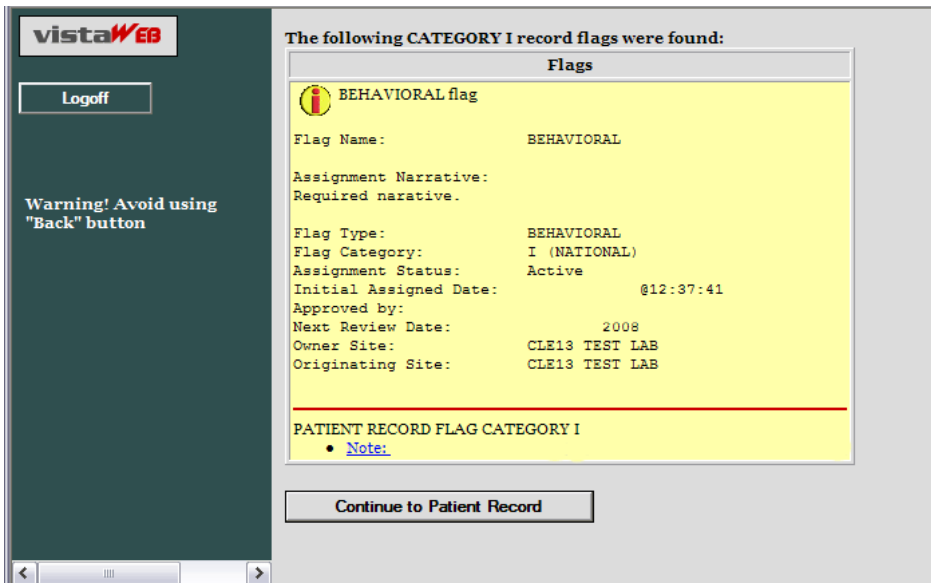 vistaWEB
Logoff
Warning! Avoid using
"Back" button
The following CATEGORY I record flags were found:
Flags
BEHAVIORAL flag
Flag Name: BEHAVIORAL
Assignment Narrative:
Required narative.
Flag Type: BEHAVIORAL
Flag Category: I (NATIONAL)
Assignment Status: Active
Initial Assigned Date: @12:37:41
Approved by:
Next Review Date: 2008
Owner Site: CLE13 TEST LAB
Originating Site: CLE13 TEST LAB
PATIENT RECORD FLAG CATEGORY I
• Note:
Continue to Patient Record